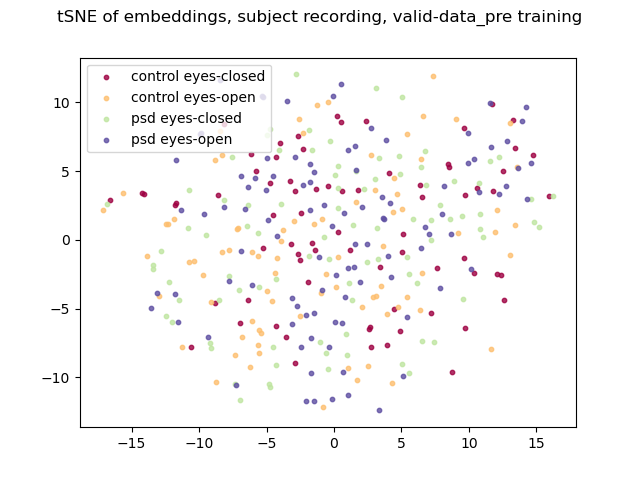 tSNE of embeddings, subject recording, valid-data_pre training
control eyes-closed
control eyes-open
psd eyes-closed
psd eyes-open
10
5
0
−5
−10
−15
−10
−5
0
5
10
15